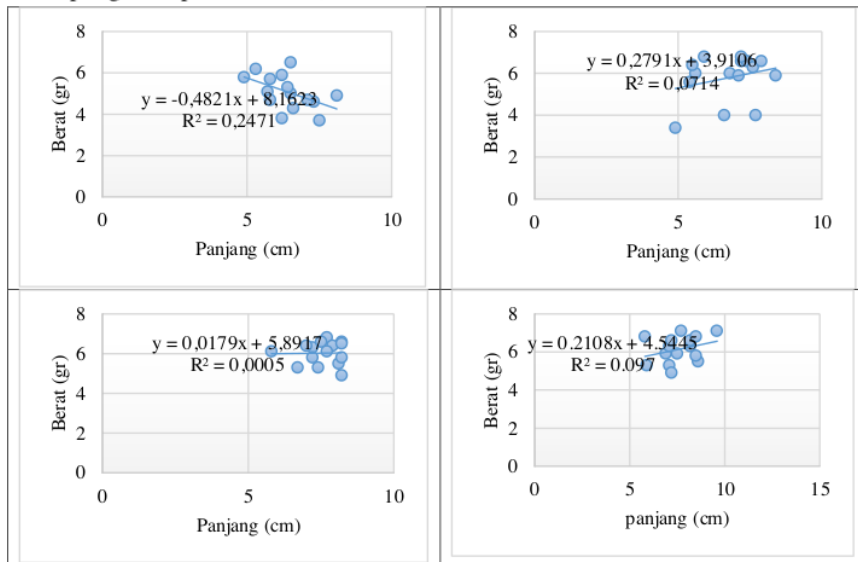 8
6
4
2
0
Berat (gr)
y = -0,4821x + 8,1623
R² = 0,2471
0 5 10
Panjang (cm)
8
6
4
2
0
Berat (gr)
y = 0,2791x + 3,9106
R² = 0,0714
0 5 10
Panjang (cm)
8
6
4
2
0
Berat (gr)
y = 0,0179x + 5,8917
R² = 0,0005
0 5 10
Panjang (cm)
8
6
4
2
0
Berat (gr)
y = 0.2108x + 4.5445
R² = 0.097
0 5 10 15
panjang (cm)